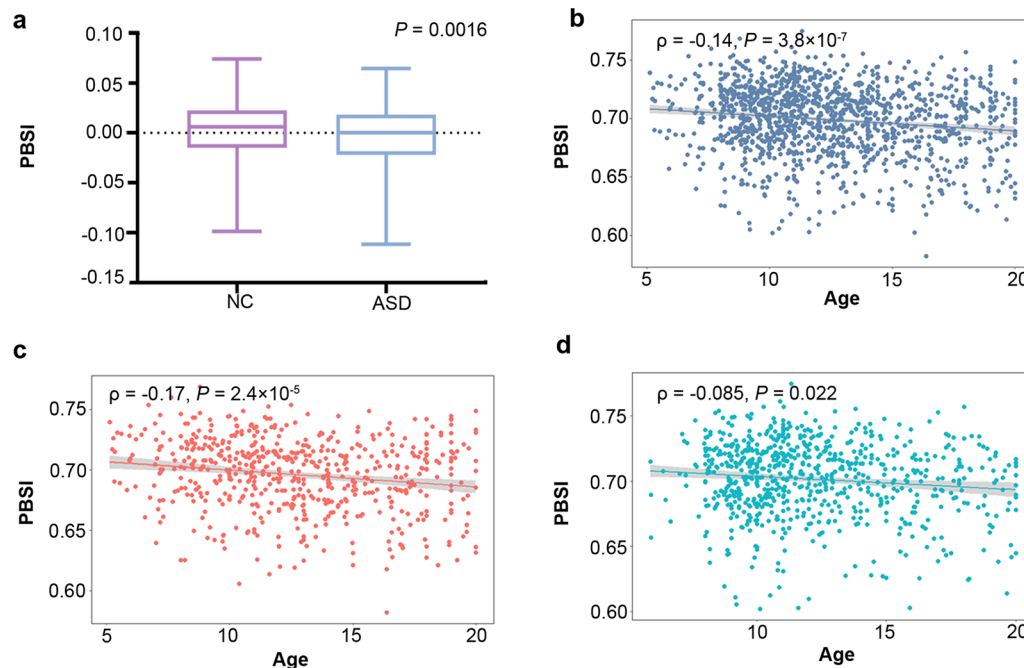 a
P = 0.0016
0.10
0.05
0.00
-0.05
-0.10
-0.15
PBSI
NC
ASD
b
ρ = -0.14, P = 3.8×10⁻⁷
0.75
0.70
0.65
0.60
PBSI
5
10
15
20
Age
c
ρ = -0.17, P = 2.4×10⁻⁵
0.75
0.70
0.65
0.60
PBSI
5
10
15
20
Age
d
ρ = -0.085, P = 0.022
0.75
0.70
0.65
0.60
PBSI
10
15
20
Age